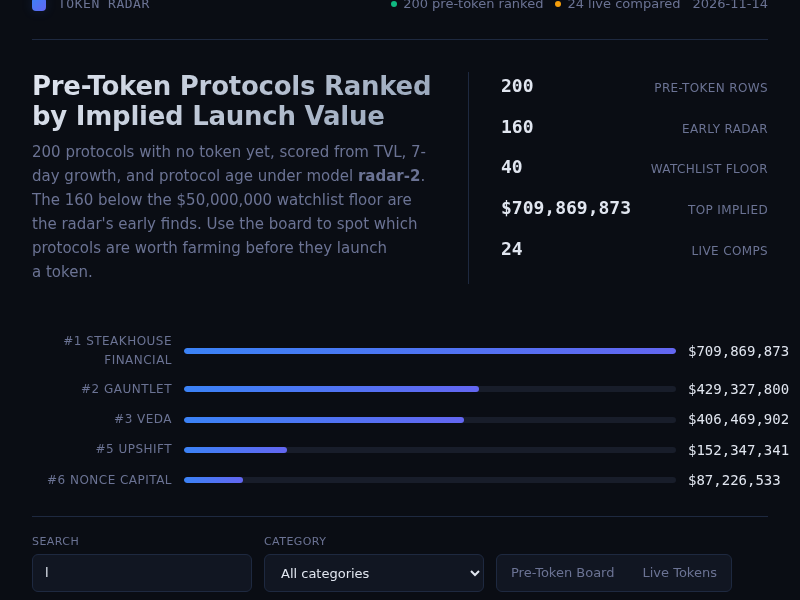 TOKEN RADAR
200 pre-token ranked 24 live compared 2026-11-14
Pre-Token Protocols Ranked
by Implied Launch Value
200 protocols with no token yet, scored from TVL, 7-
day growth, and protocol age under model radar-2.
The 160 below the $50,000,000 watchlist floor are
the radar's early finds. Use the board to spot which
protocols are worth farming before they launch
a token.
200 PRE-TOKEN ROWS
160 EARLY RADAR
40 WATCHLIST FLOOR
$709,869,873 TOP IMPLIED
24 LIVE COMPS
#1 STEAKHOUSE
FINANCIAL
$709,869,873
#2 GAUNTLET $429,327,800
#3 VEDA $406,469,902
#5 UPSHIFT $152,347,341
#6 NONCE CAPITAL $87,226,533
SEARCH
CATEGORY
l
All categories
Pre-Token Board
Live Tokens